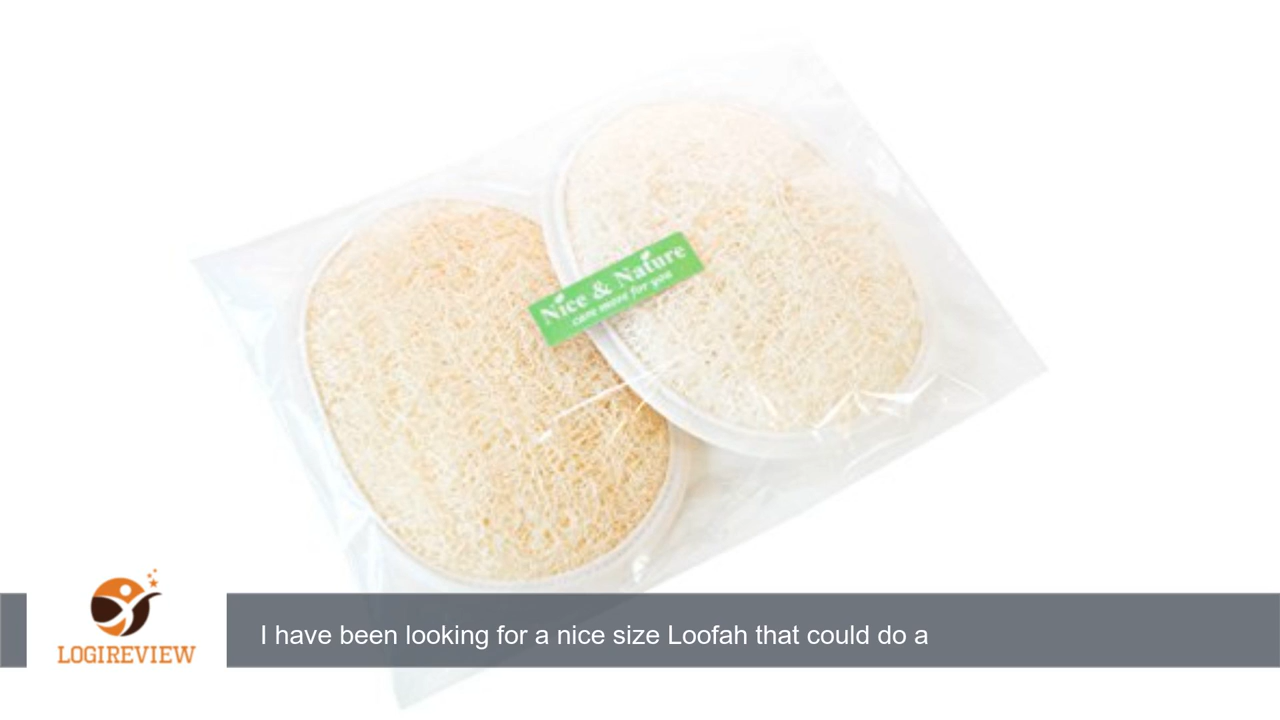 Nice & Nature
care more for you
I have been looking for a nice size Loofah that could do a
LOGIREVIEW